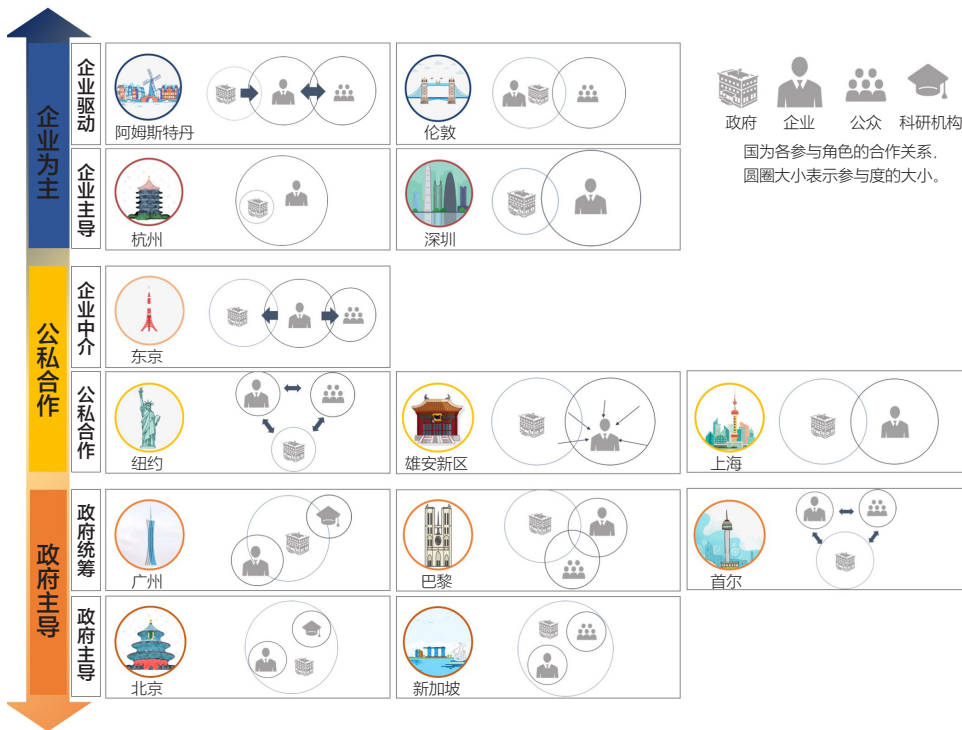 企业为主
企业驱动
阿姆斯特丹
伦敦
企业主导
杭州
深圳
政府
企业
公众
科研机构
国为各参与角色的合作关系,
圆圈大小表示参与度的大小。
公私合作
企业中介
东京
公私合作
纽约
雄安新区
上海
政府主导
政府统筹
广州
巴黎
首尔
政府主导
北京
新加坡